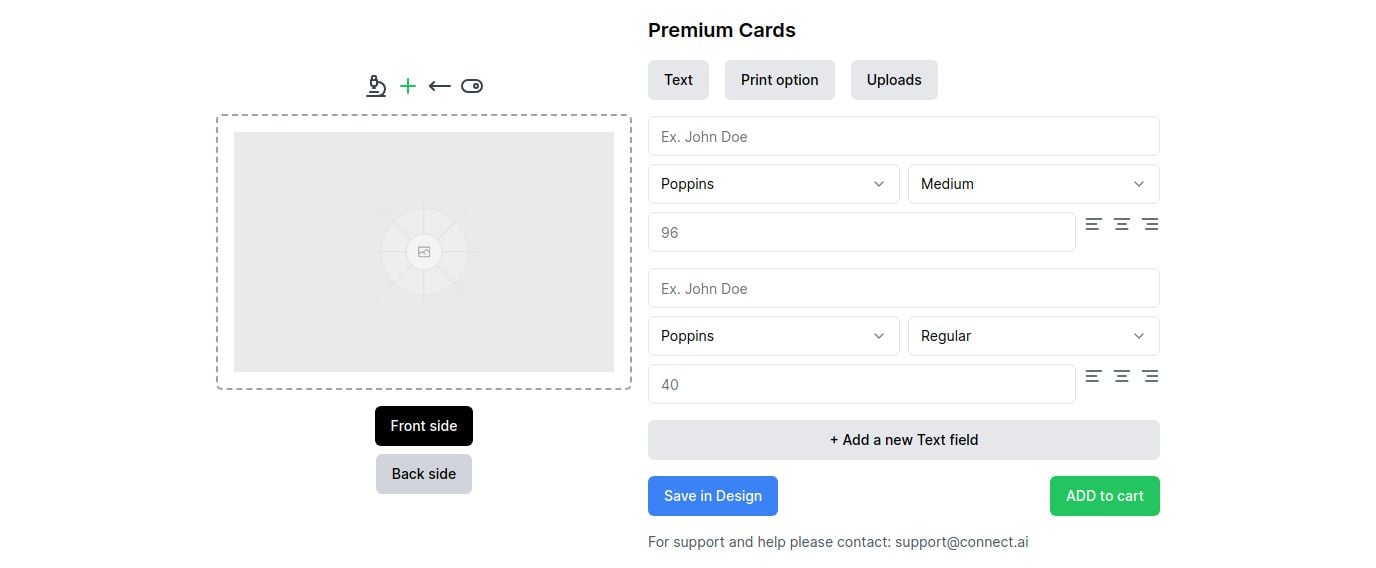 Premium Cards
Text Print option Uploads
Ex. John Doe
Poppins Medium
96
Ex. John Doe
Poppins Regular
40
+ Add a new Text field
Front side
Back side
Save in Design ADD to cart
For support and help please contact: support@connect.ai